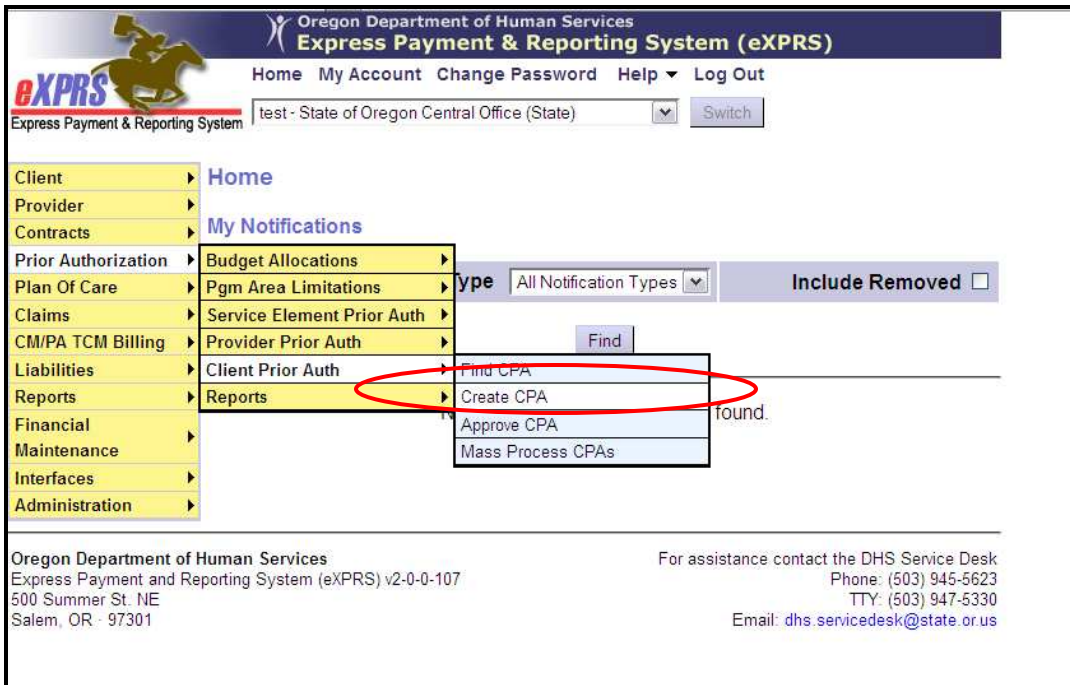 Oregon Department of Human Services
Express Payment & Reporting System (eXPRS)
eXPRS
Express Payment & Reporting System
Home My Account Change Password Help Log Out
test - State of Oregon Central Office (State) Switch
Client
Provider
Contracts
Prior Authorization
Plan Of Care
Claims
CM/PA TCM Billing
Liabilities
Reports
Financial
Maintenance
Interfaces
Administration
Home
My Notifications
Budget Allocations
Pgm Area Limitations
Service Element Prior Auth
Provider Prior Auth
Client Prior Auth
Reports
Type All Notification Types Include Removed
Find
Find CPA
Create CPA
Approve CPA
Mass Process CPAs
found.
Oregon Department of Human Services
Express Payment and Reporting System (eXPRS) v2-0-0-107
500 Summer St. NE
Salem, OR · 97301
For assistance contact the DHS Service Desk
Phone: (503) 945-5623
TTY: (503) 947-5330
Email: dhs.servicedesk@state.or.us